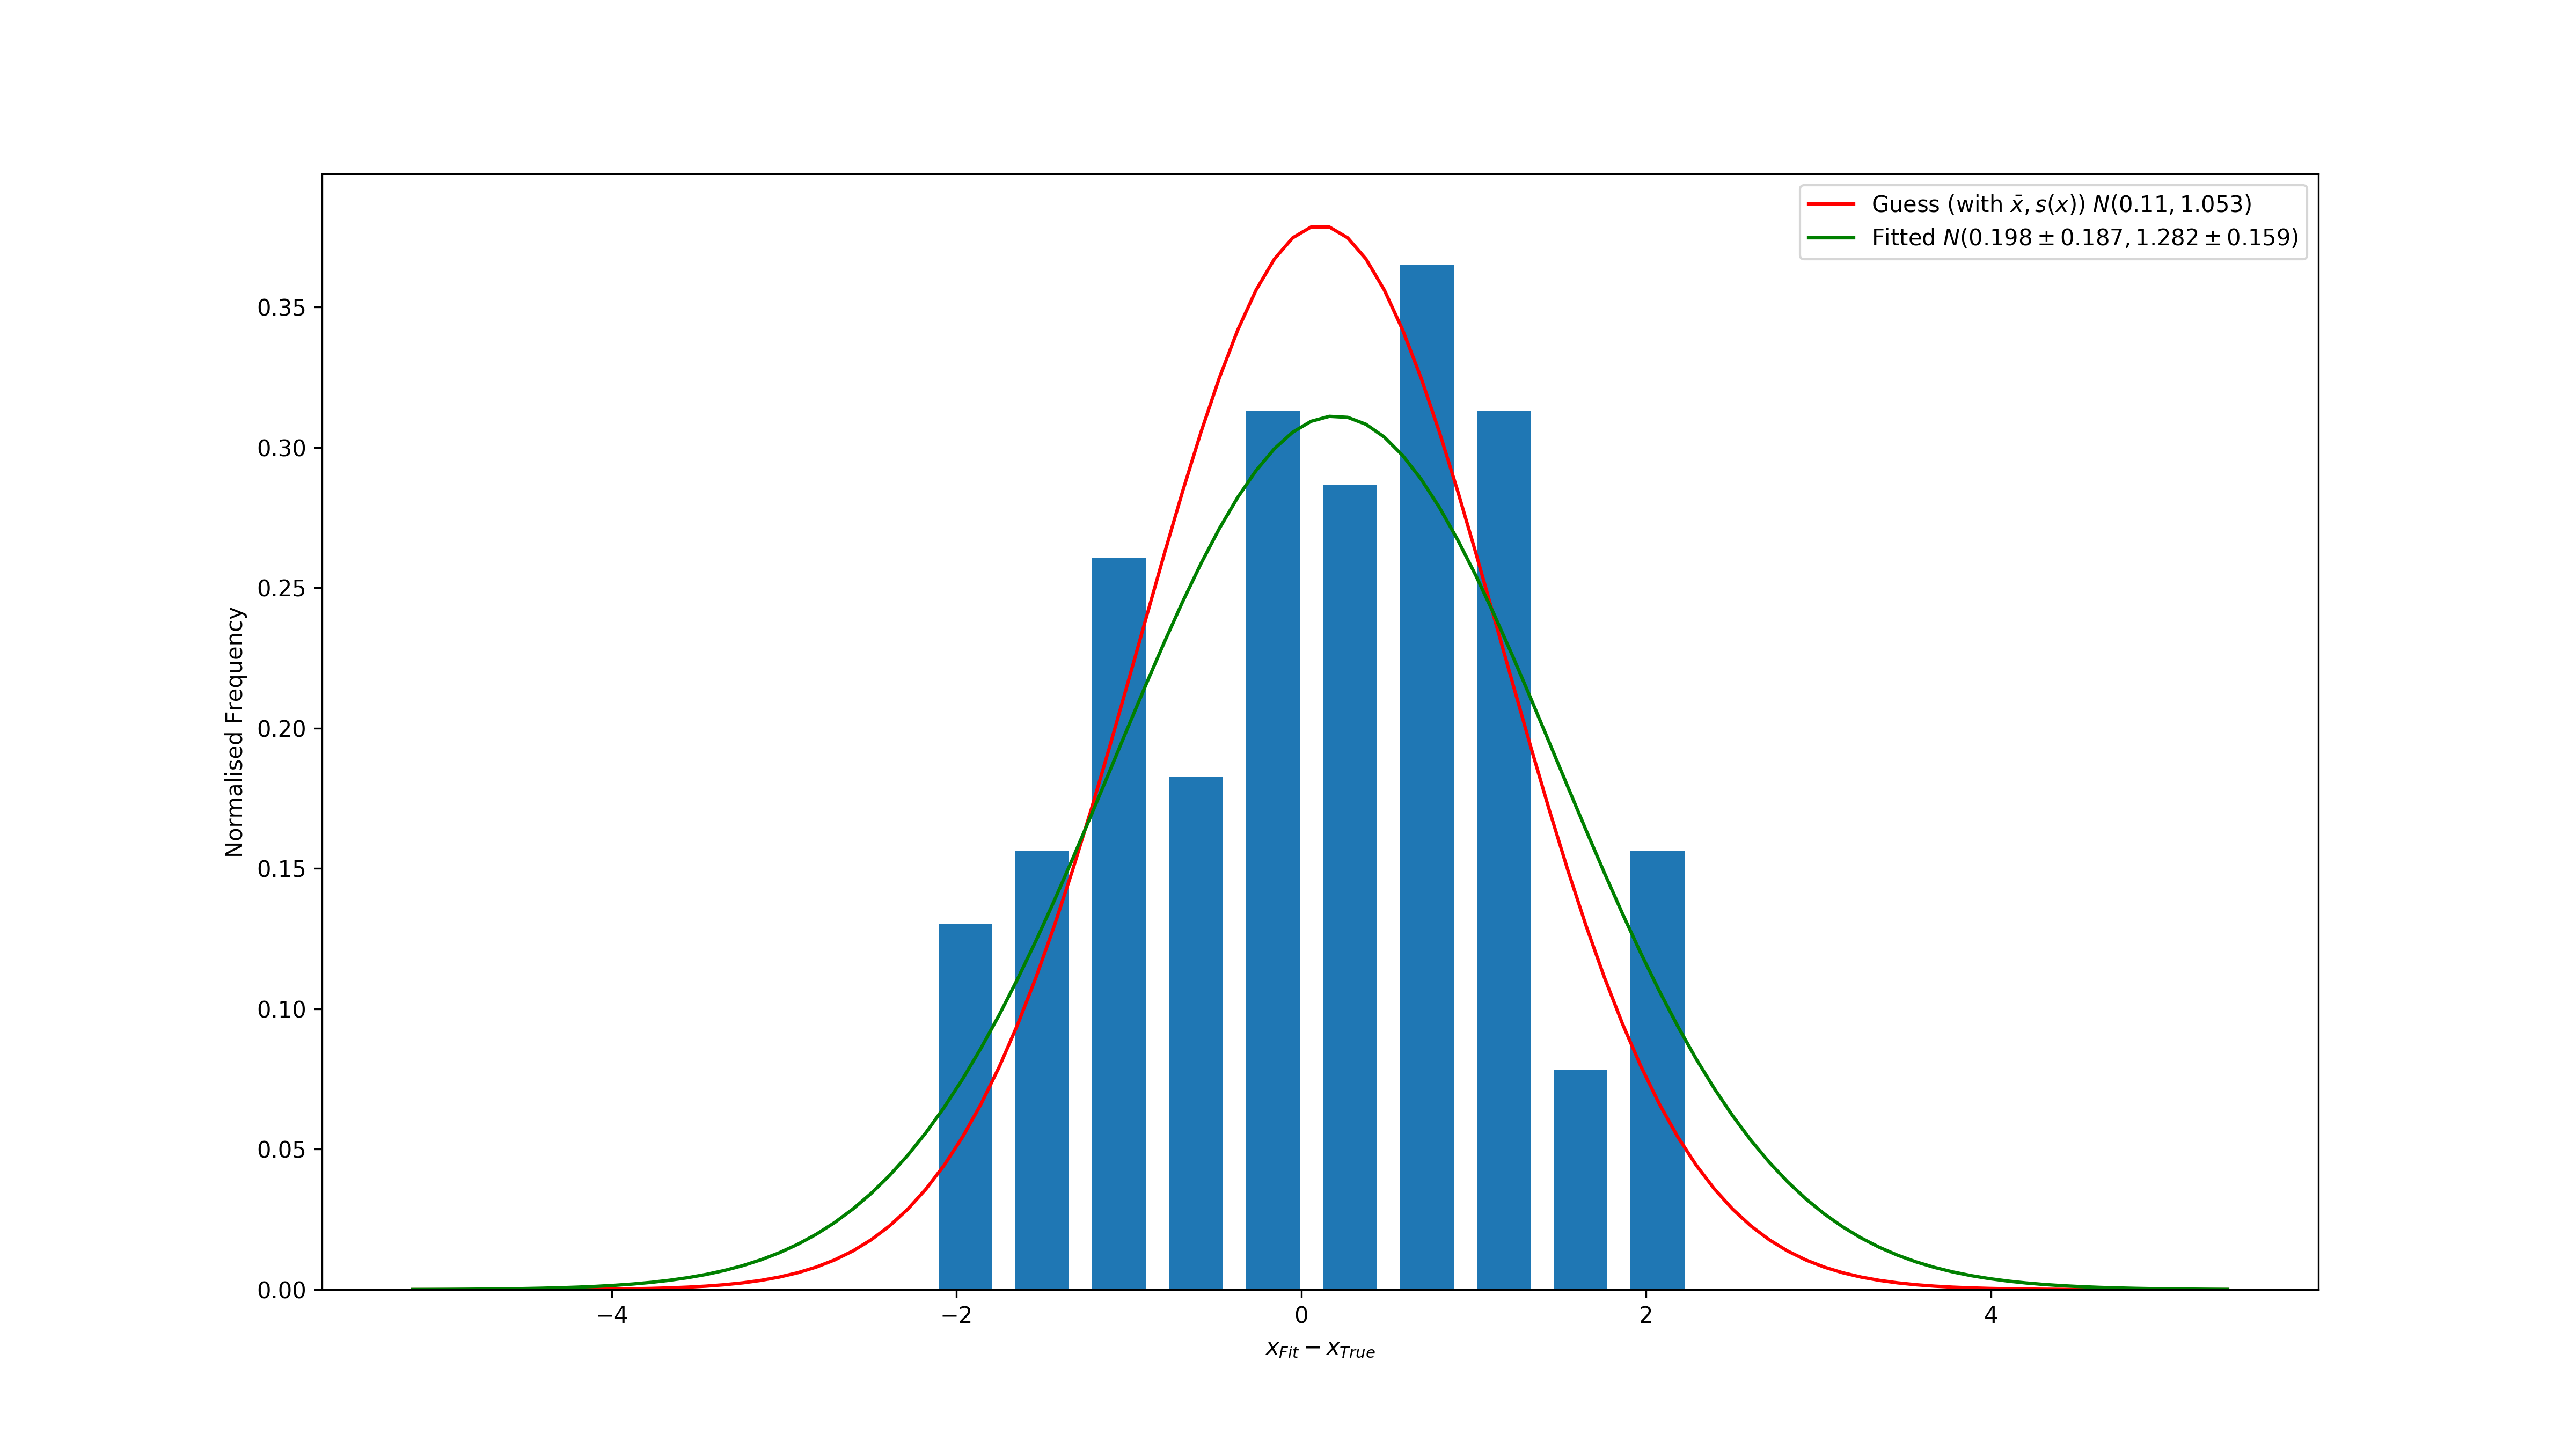 Guess (with x̄, s(x)) N(0.11, 1.053)
Fitted N(0.198 ± 0.187, 1.282 ± 0.159)
Normalised Frequency
0.35
0.30
0.25
0.20
0.15
0.10
0.05
0.00
−4 −2 0 2 4
x_Fit − x_True